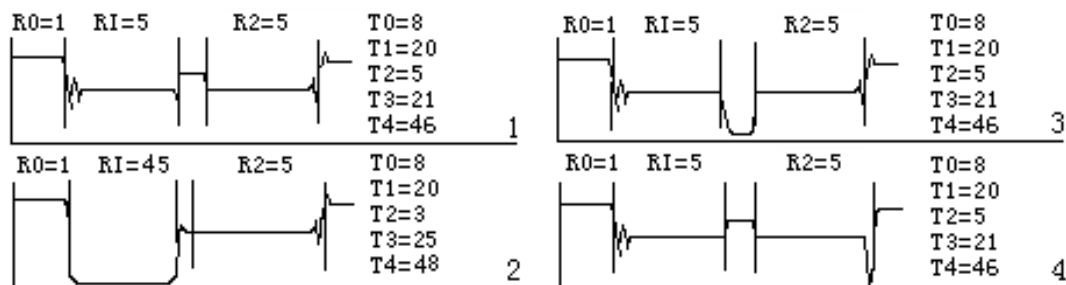 R0=1 RI=5 R2=5
T0=8
T1=20
T2=5
T3=21
T4=46
1
R0=1 RI=5 R2=5
T0=8
T1=20
T2=5
T3=21
T4=46
3
R0=1 RI=45 R2=5
T0=8
T1=20
T2=3
T3=25
T4=48
2
R0=1 RI=5 R2=5
T0=8
T1=20
T2=5
T3=21
T4=46
4